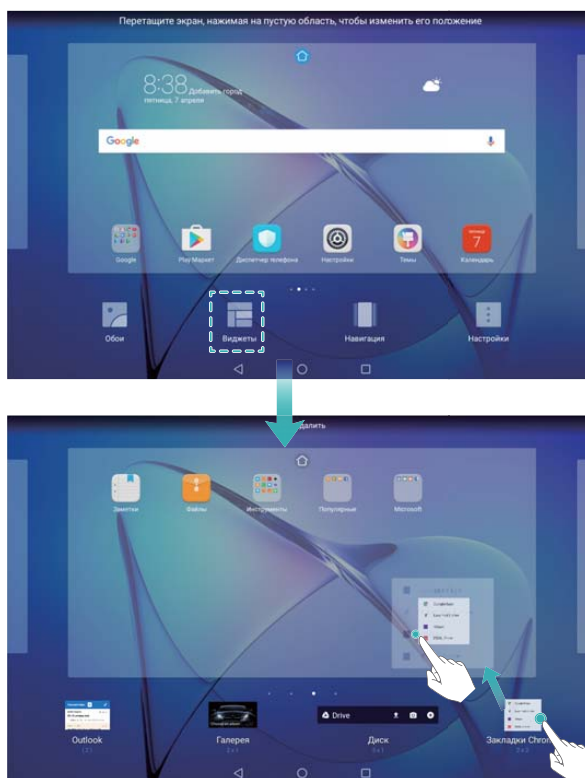 Перетащите экран, нажимая на пустую область, чтобы изменить его положение
8:38 Добавить город
пятница, 7 апреля
Google
пятница
7
Google
Play Маркет
Диспетчер телефона
Настройки
Темы
Календарь
Обои
Виджеты
Навигация
Настройки
далить
Заметки
Файлы
Инструменты
Популярные
Microsoft
Drive
Outlook
Галерея
Диск
Закладки Chrom